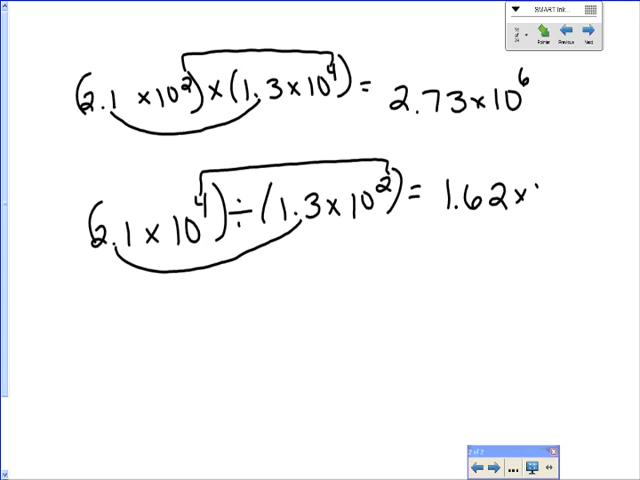 SMART Ink...
Pointer Previous Next
(2.1 ×10²)×(1.3×10⁴)= 2.73×10⁶
(2.1 × 10⁴)÷(1.3×10²)= 1.62×
2 of 2
...